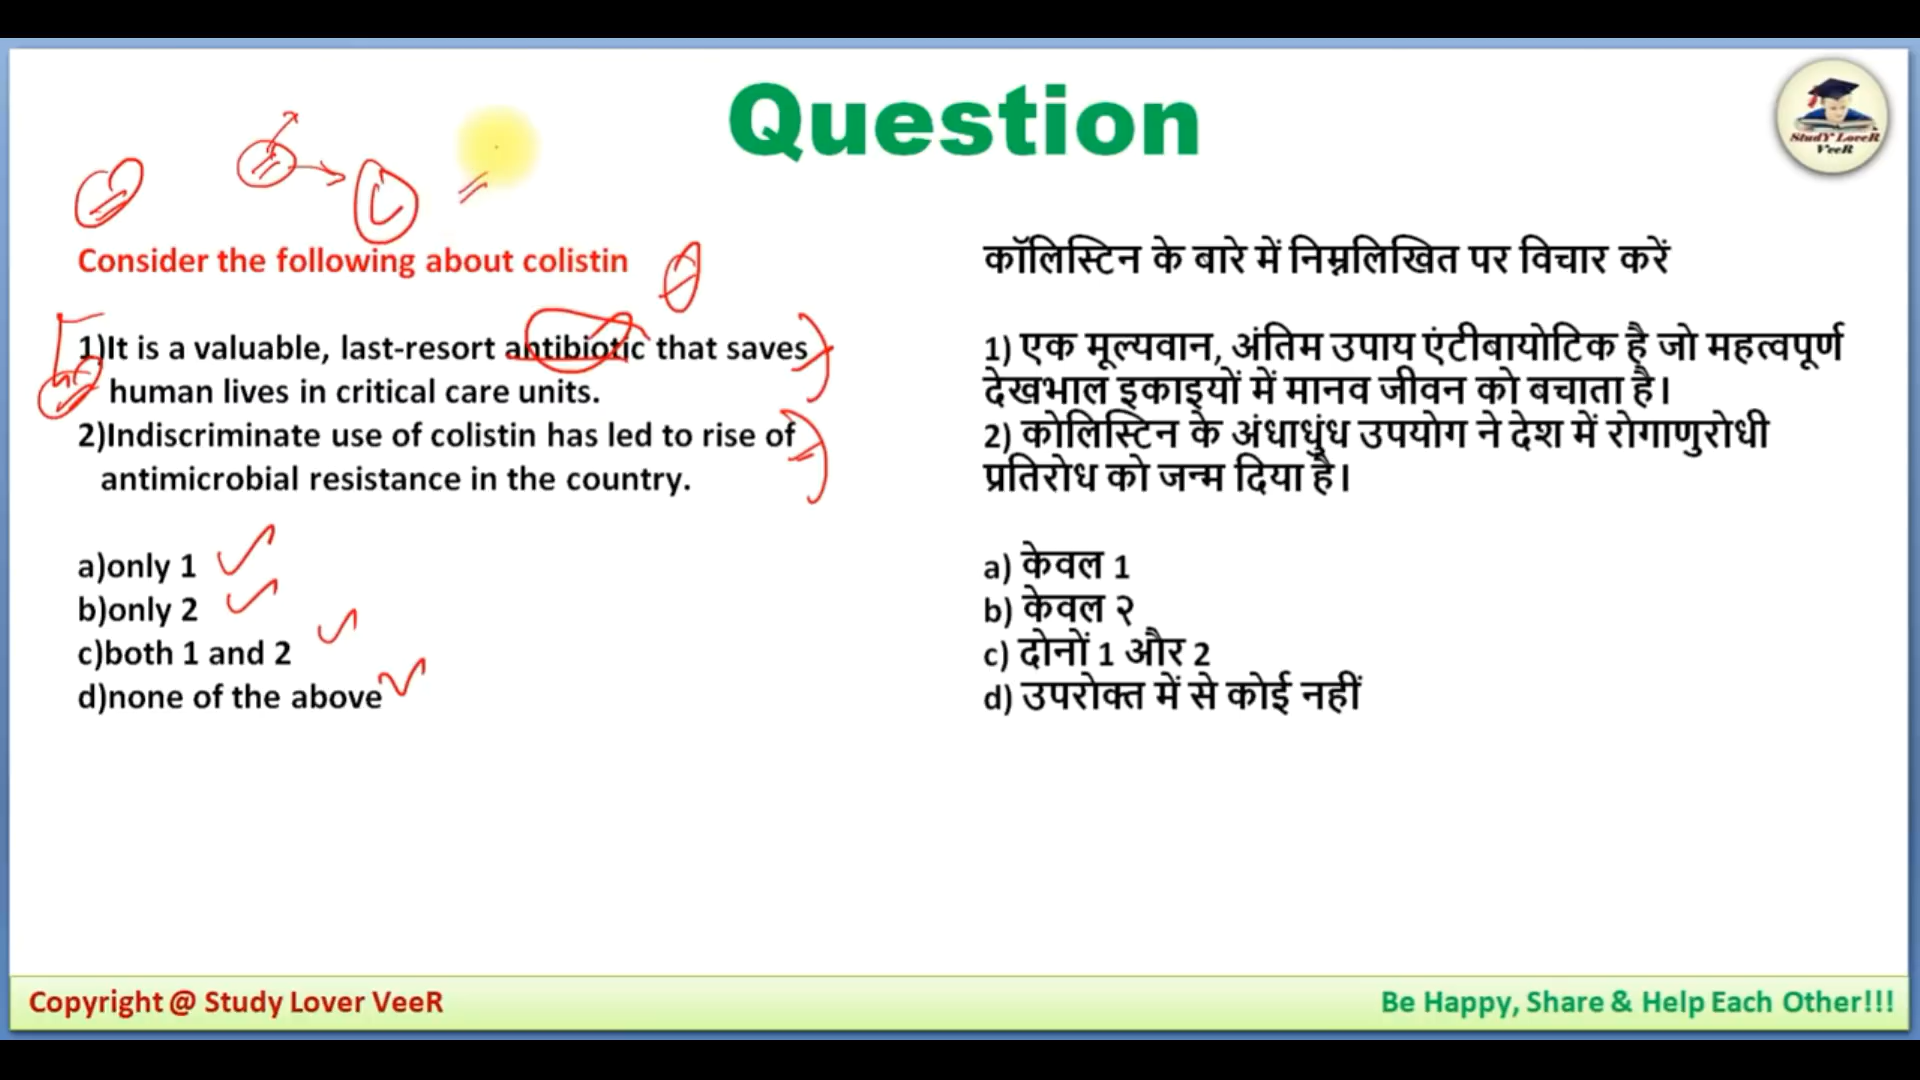 Question
StudY LoveR
VeeR
Consider the following about colistin
1)It is a valuable, last-resort antibiotic that saves
human lives in critical care units.
2)Indiscriminate use of colistin has led to rise of
antimicrobial resistance in the country.
a)only 1
b)only 2
c)both 1 and 2
d)none of the above
कॉलिस्टिन के बारे में निम्नलिखित पर विचार करें
1) एक मूल्यवान, अंतिम उपाय एंटीबायोटिक है जो महत्वपूर्ण
देखभाल इकाइयों में मानव जीवन को बचाता है।
2) कोलिस्टिन के अंधाधुंध उपयोग ने देश में रोगाणुरोधी
प्रतिरोध को जन्म दिया है।
a) केवल 1
b) केवल २
c) दोनों 1 और 2
d) उपरोक्त में से कोई नहीं
Copyright @ Study Lover VeeR
Be Happy, Share & Help Each Other!!!